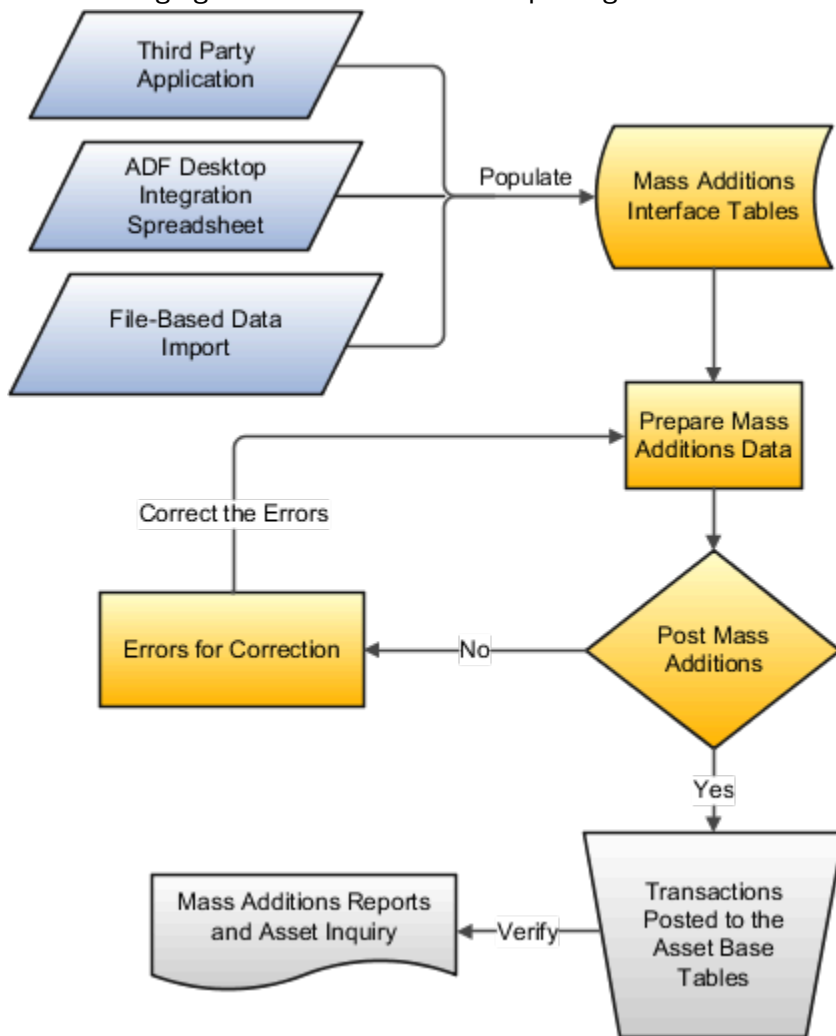 Third Party
Application
ADF Desktop
Integration
Spreadsheet
File-Based Data
Import
Populate
Mass Additions
Interface Tables
Prepare Mass
Additions Data
Correct the Errors
Errors for Correction
No
Post Mass
Additions
Yes
Mass Additions Reports
and Asset Inquiry
Verify
Transactions
Posted to the
Asset Base
Tables